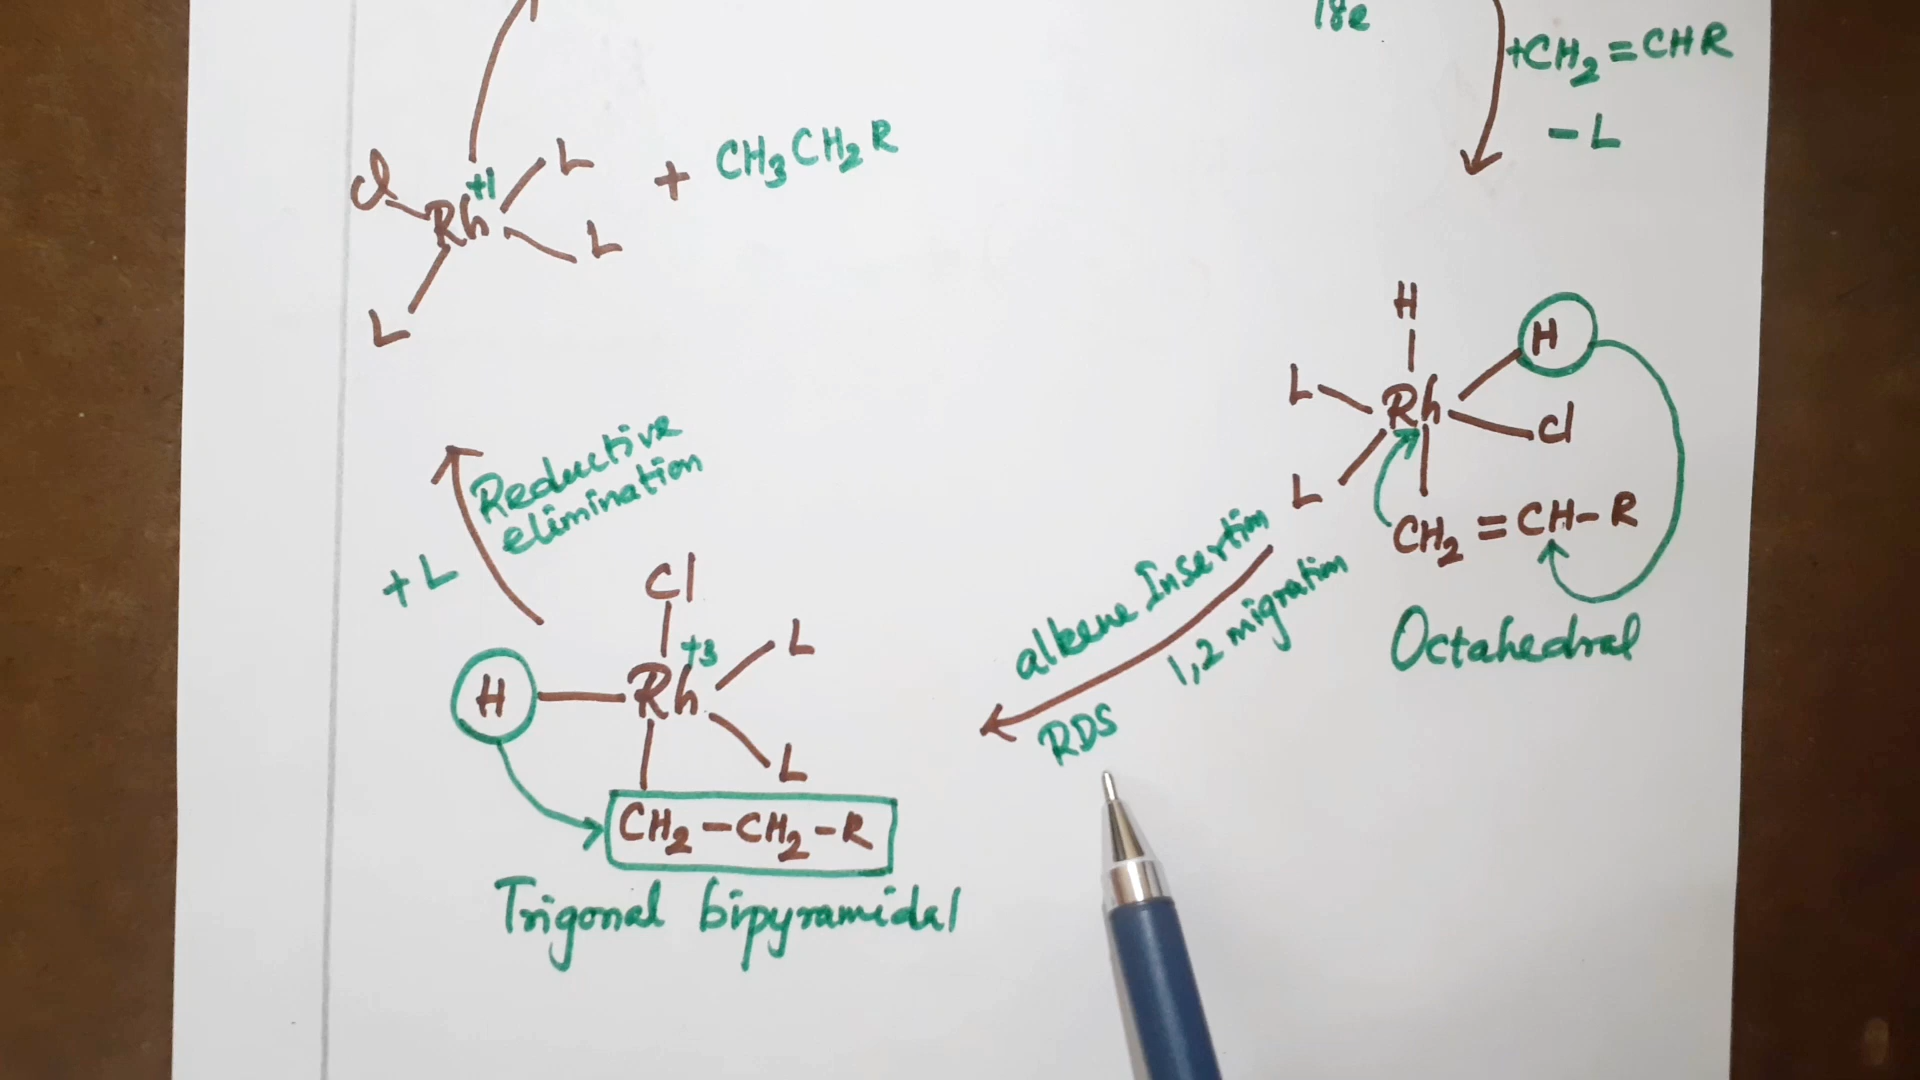 18e
+CH₂=CHR
-L
Cl
+1
Rh
L
L
L
+ CH₃CH₂R
H
H
L
Rh
Cl
L
CH₂=CH-R
Octahedral
alkene Insertion
1,2 migration
RDS
Reductive
elimination
+L
Cl
+3
H
Rh
L
L
CH₂-CH₂-R
Trigonal bipyramidal